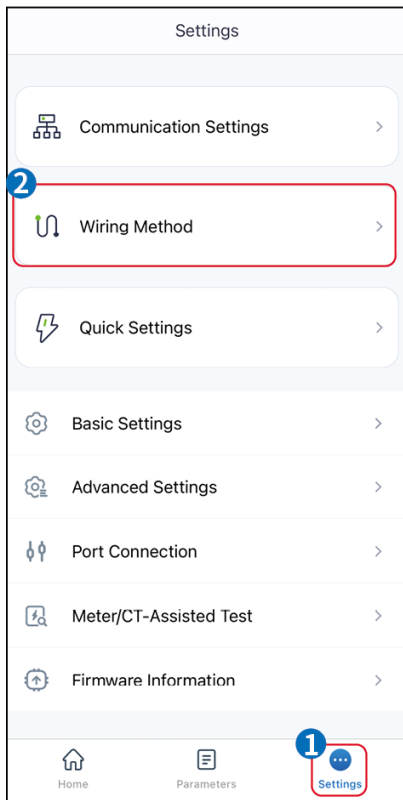 Settings
Communication Settings
2
Wiring Method
Quick Settings
Basic Settings
Advanced Settings
Port Connection
Meter/CT-Assisted Test
Firmware Information
1
Home
Parameters
Settings